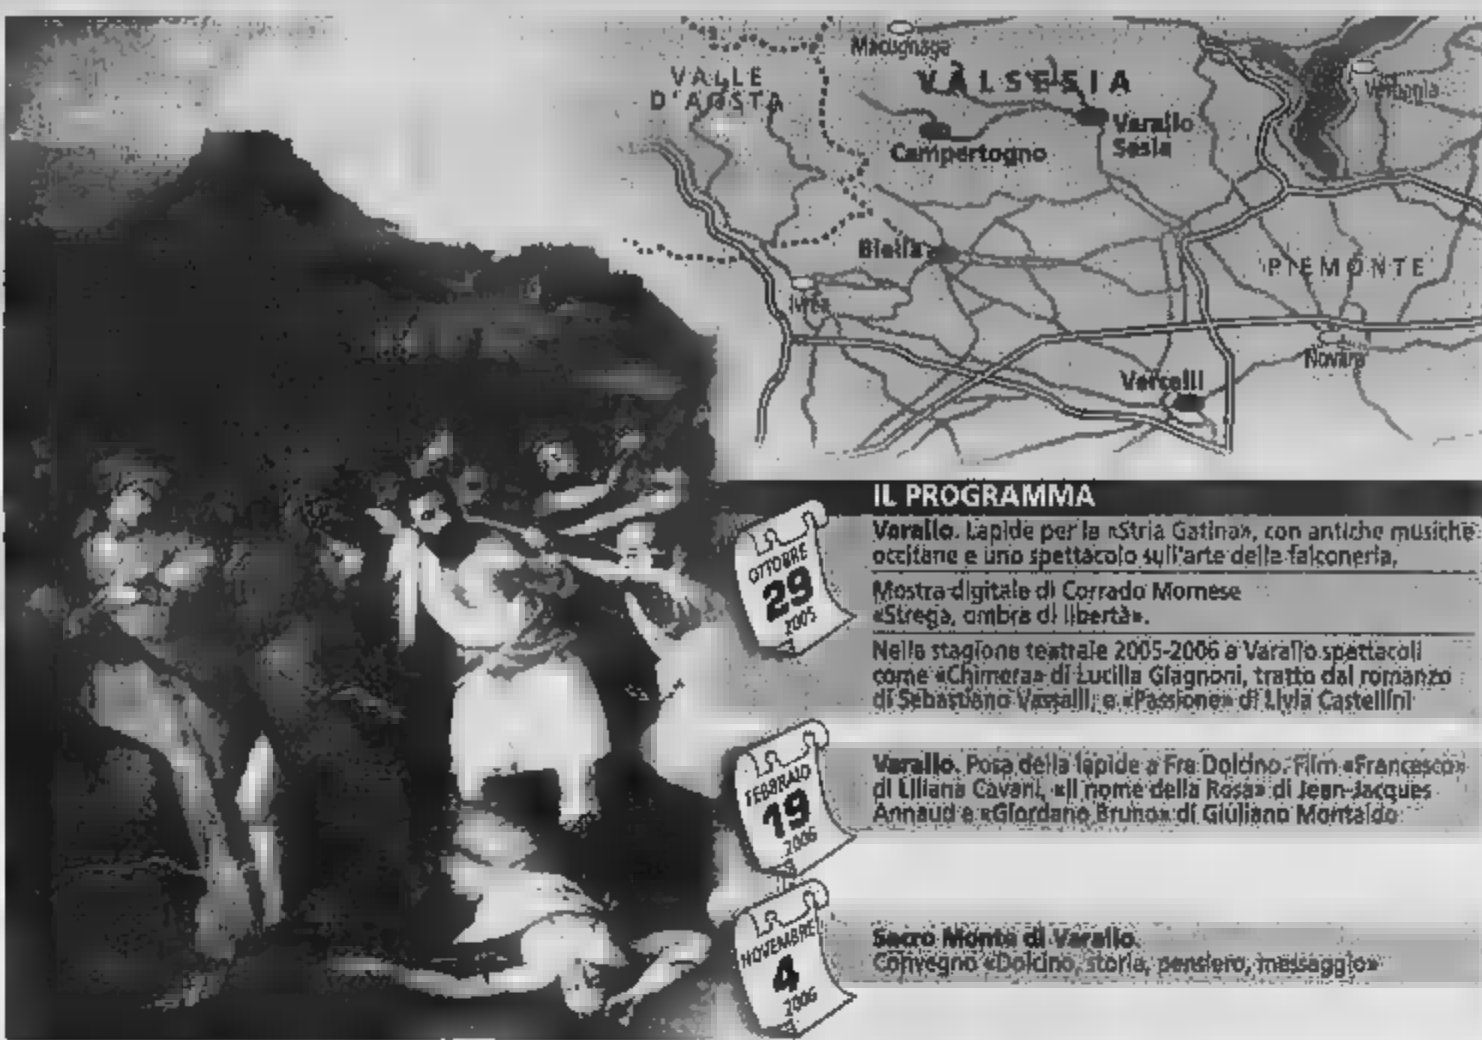 Macugnaga
VALLE
D'AOSTA
VALSESIA
Verbania
Varallo
Sesia
Campertogno
Biella
PIEMONTE
Ivrea
Novara
Vercelli
IL PROGRAMMA
OTTOBRE
29
2005
Varallo. Lapide per la «Stria Gatina», con antiche musiche
occitane e uno spettacolo sull'arte della falconeria.
Mostra digitale di Corrado Mornese
«Strega, ombra di libertà».
Nella stagione teatrale 2005-2006 a Varallo spettacoli
come «Chimera» di Lucilla Giagnoni, tratto dal romanzo
di Sebastiano Vassalli, e «Passione» di Livia Castellini
FEBBRAIO
19
2006
Varallo. Posa della lapide a Fra Dolcino. Film «Francesco»
di Liliana Cavani, «Il nome della Rosa» di Jean-Jacques
Annaud e «Giordano Bruno» di Giuliano Montaldo
NOVEMBRE
4
2006
Sacro Monte di Varallo.
Convegno «Dolcino, storia, pensiero, messaggio»